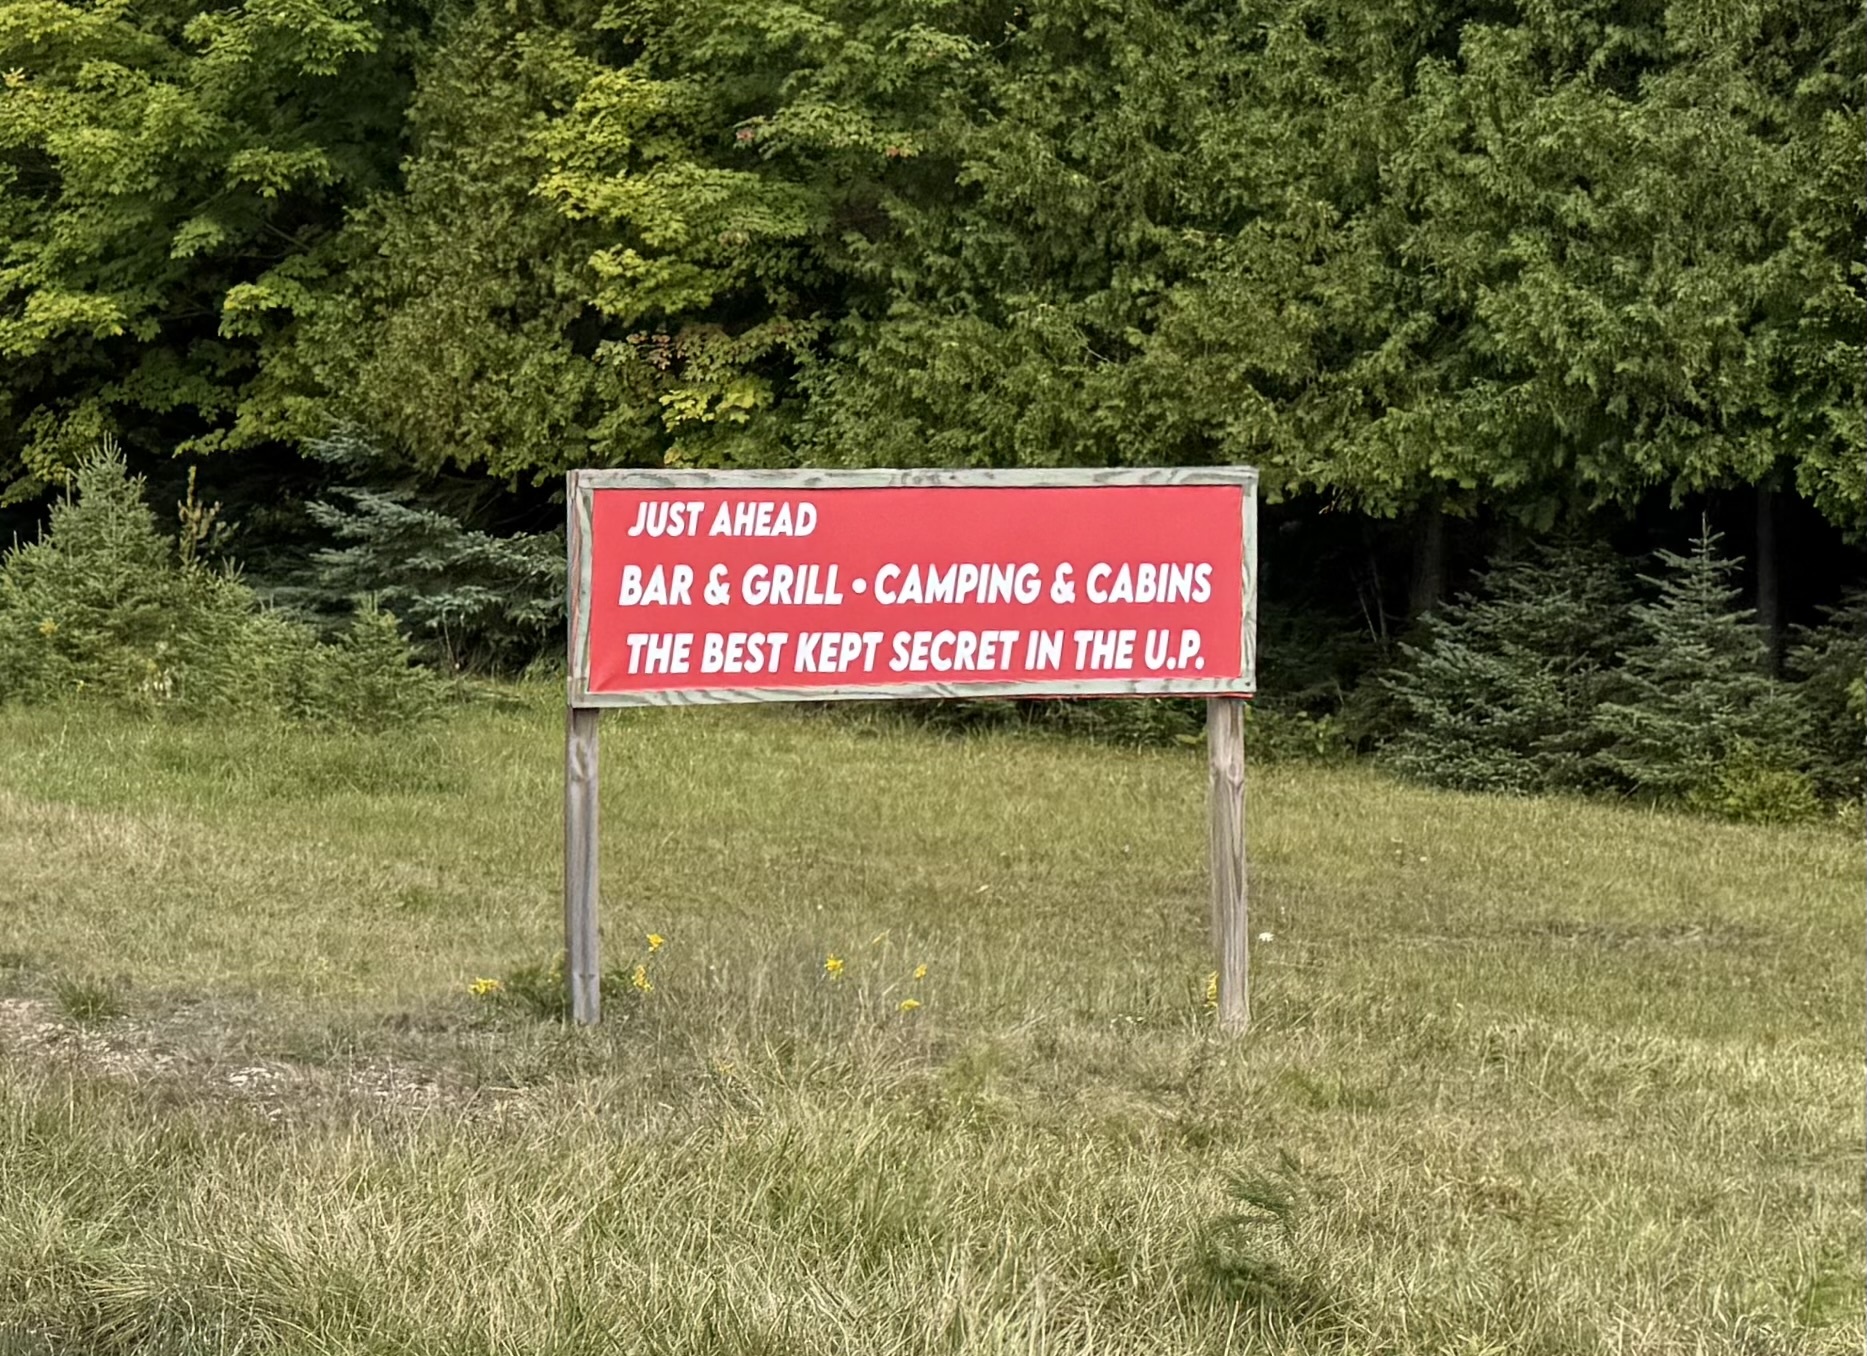 JUST AHEAD
BAR & GRILL • CAMPING & CABINS
THE BEST KEPT SECRET IN THE U.P.